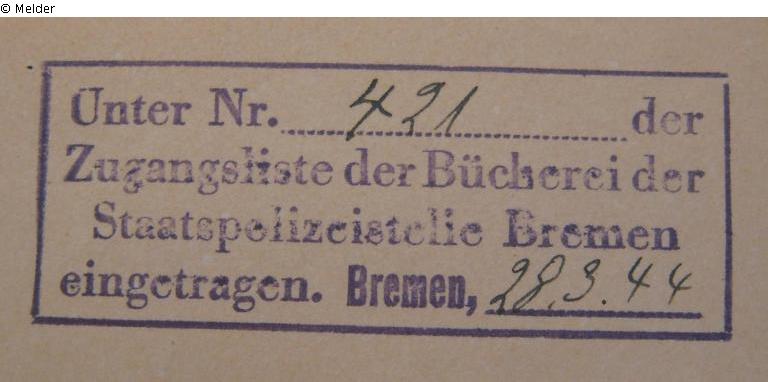 © Melder
Unter Nr. 421 der
Zugangsliste der Bücherei der
Staatspolizeistelle Bremen
eingetragen. Bremen, 28.3.44